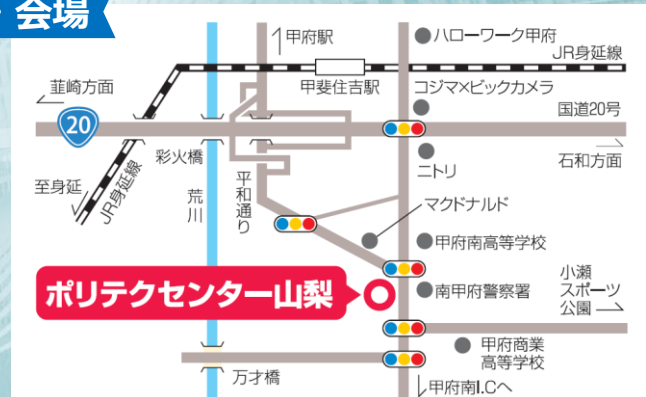 会場
甲府駅
ハローワーク甲府
JR身延線
韮崎方面
甲斐住吉駅
コジマ×ビックカメラ
国道20号
20
彩火橋
ニトリ
石和方面
至身延
JR身延線
荒川
平和通り
マクドナルド
甲府南高等学校
ポリテクセンター山梨
南甲府警察署
小瀬
スポーツ
公園
甲府商業
高等学校
万才橋
甲府南I.Cへ